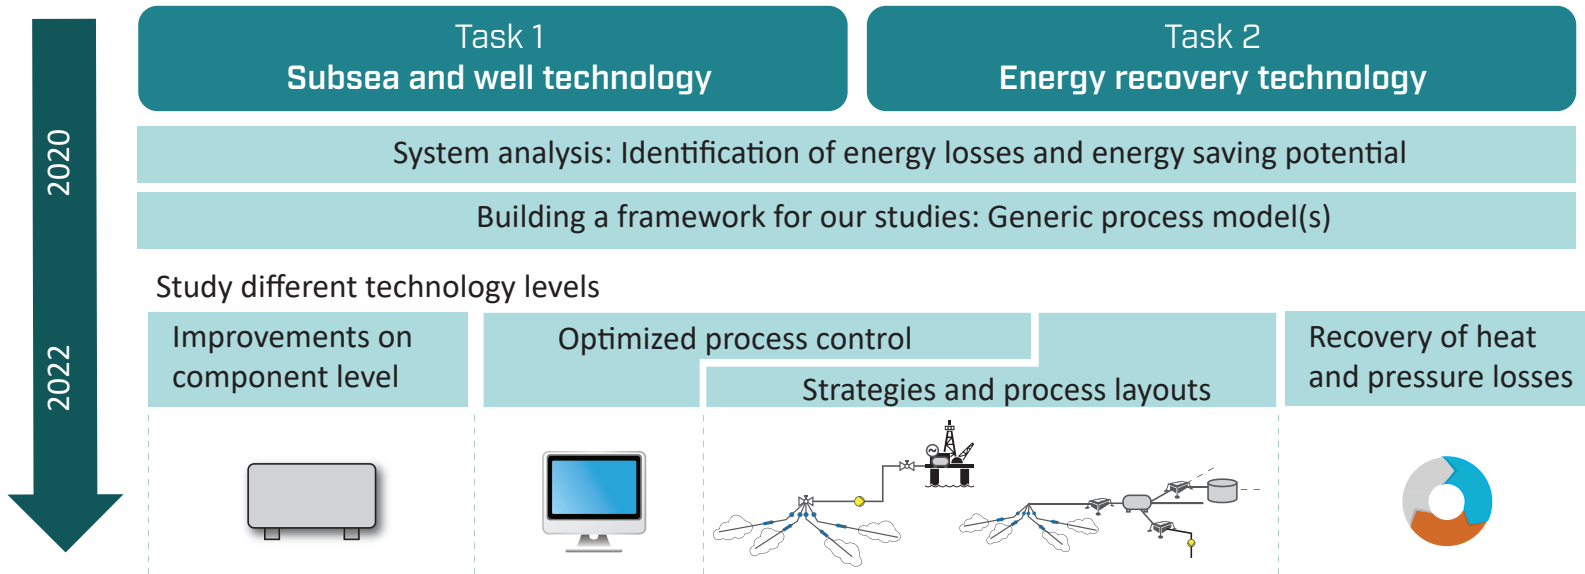 Task 1
Subsea and well technology
Task 2
Energy recovery technology
2020
System analysis: Identification of energy losses and energy saving potential
Building a framework for our studies: Generic process model(s)
Study different technology levels
2022
Improvements on
component level
Optimized process control
Strategies and process layouts
Recovery of heat
and pressure losses
~